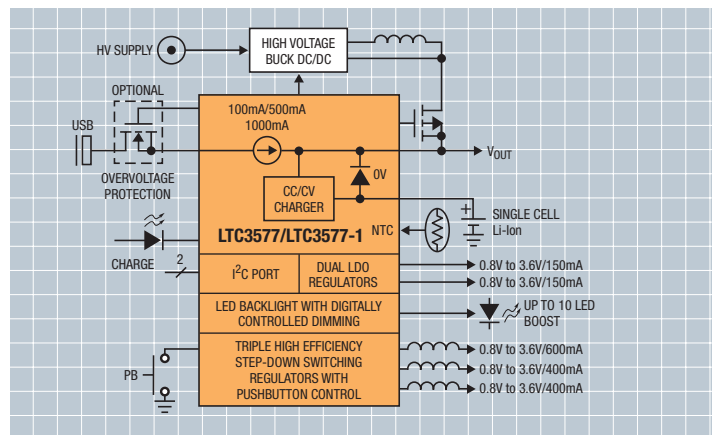 HV SUPPLY
HIGH VOLTAGE
BUCK DC/DC
OPTIONAL
USB
100mA/500mA
1000mA
OVERVOLTAGE
PROTECTION
VOUT
0V
CC/CV
CHARGER
+
SINGLE CELL
Li-Ion
NTC
LTC3577/LTC3577-1
CHARGE
2
I2C PORT
DUAL LDO
REGULATORS
0.8V to 3.6V/150mA
0.8V to 3.6V/150mA
LED BACKLIGHT WITH DIGITALLY
CONTROLLED DIMMING
UP TO 10 LED
BOOST
PB
TRIPLE HIGH EFFICIENCY
STEP-DOWN SWITCHING
REGULATORS WITH
PUSHBUTTON CONTROL
0.8V to 3.6V/600mA
0.8V to 3.6V/400mA
0.8V to 3.6V/400mA